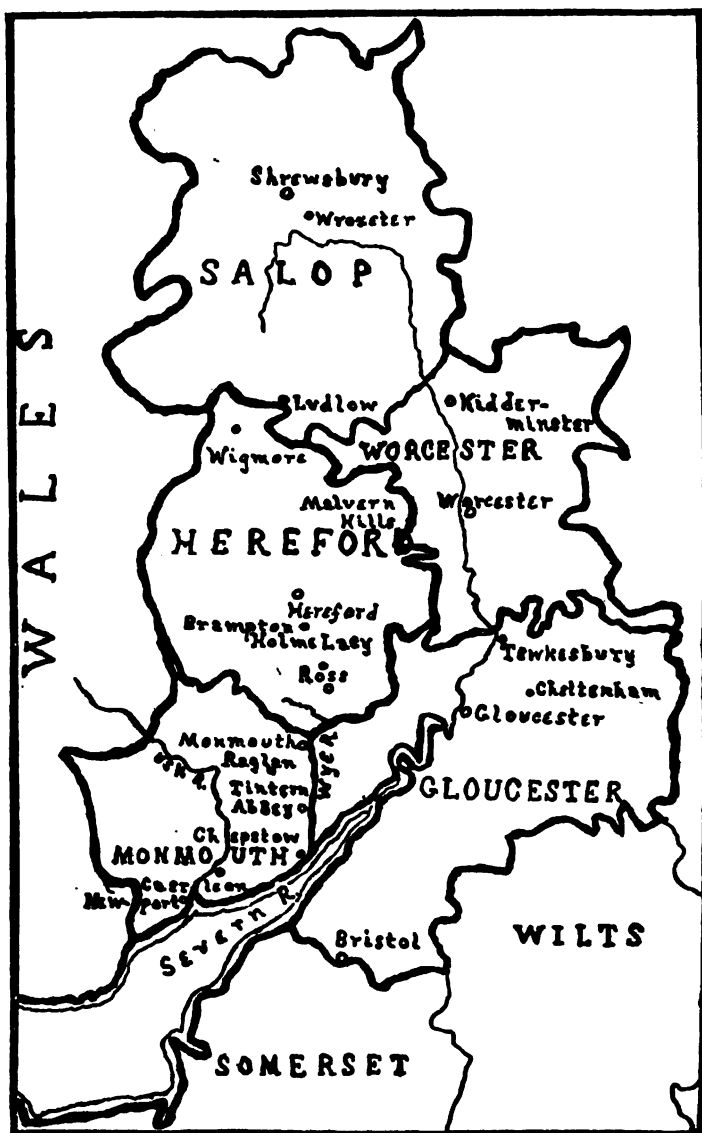 Shrewsbury
Wroxeter
SALOP
WALES
Ludlow
Kidder-
minster
Wigmore
WORCESTER
Malvern
Hills
Worcester
HEREFORD
Hereford
Brampton
Holme Lacy
Ross
Tewkesbury
Cheltenham
Gloucester
Monmouth
Raglan
USK R.
WYE R.
Tintern
Abbey
GLOUCESTER
Chepstow
MONMOUTH
Caerleon
Newport
Severn R.
Bristol
WILTS
SOMERSET